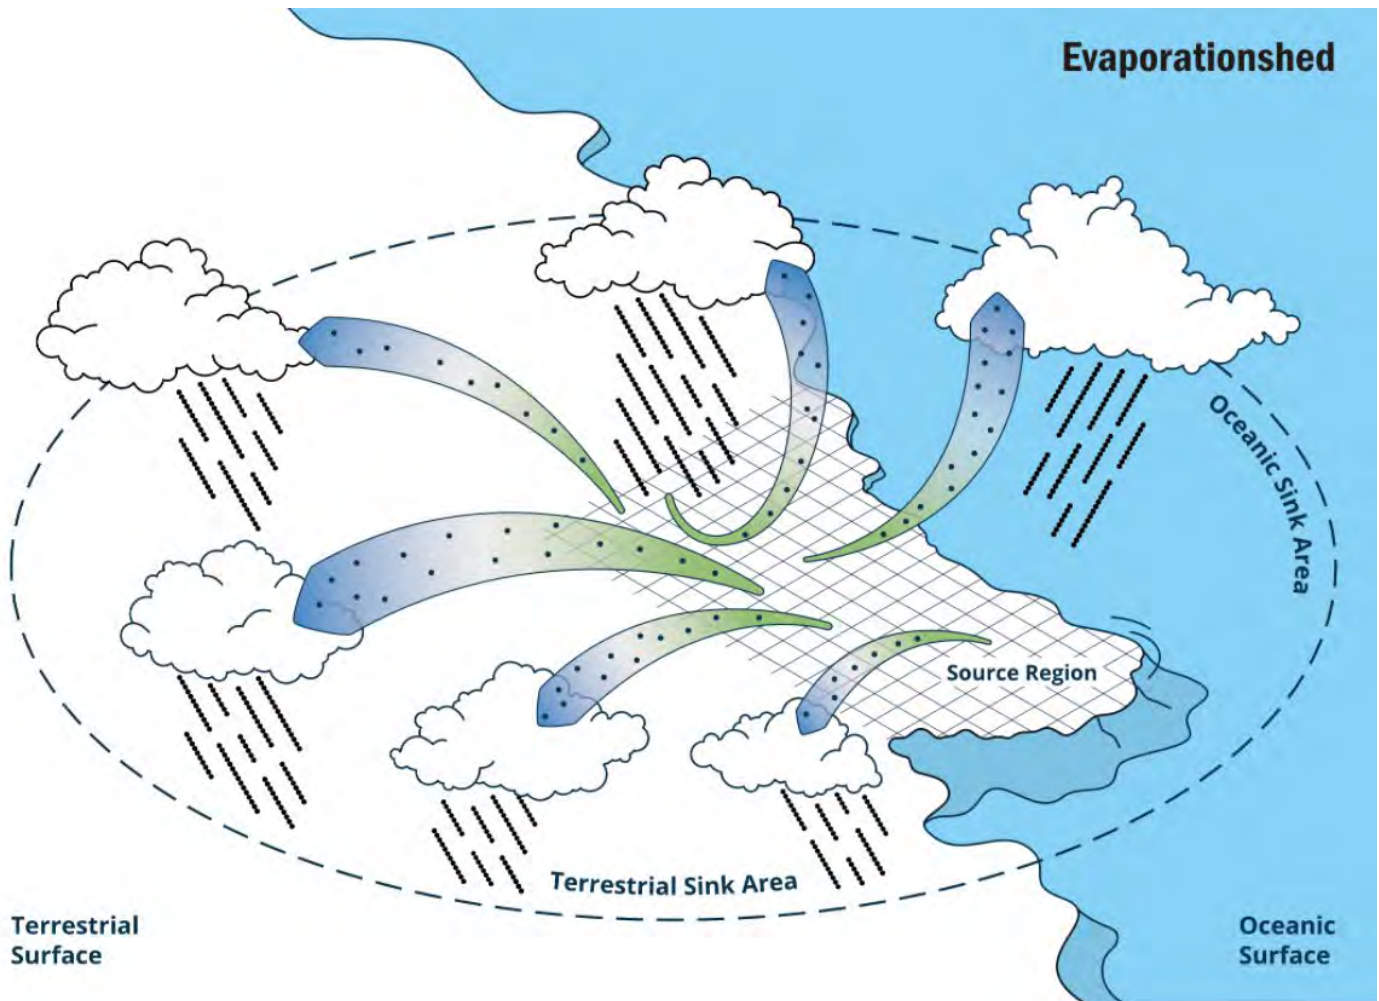 Evaporationshed
Oceanic Sink Area
Source Region
Terrestrial Sink Area
Terrestrial
Surface
Oceanic
Surface